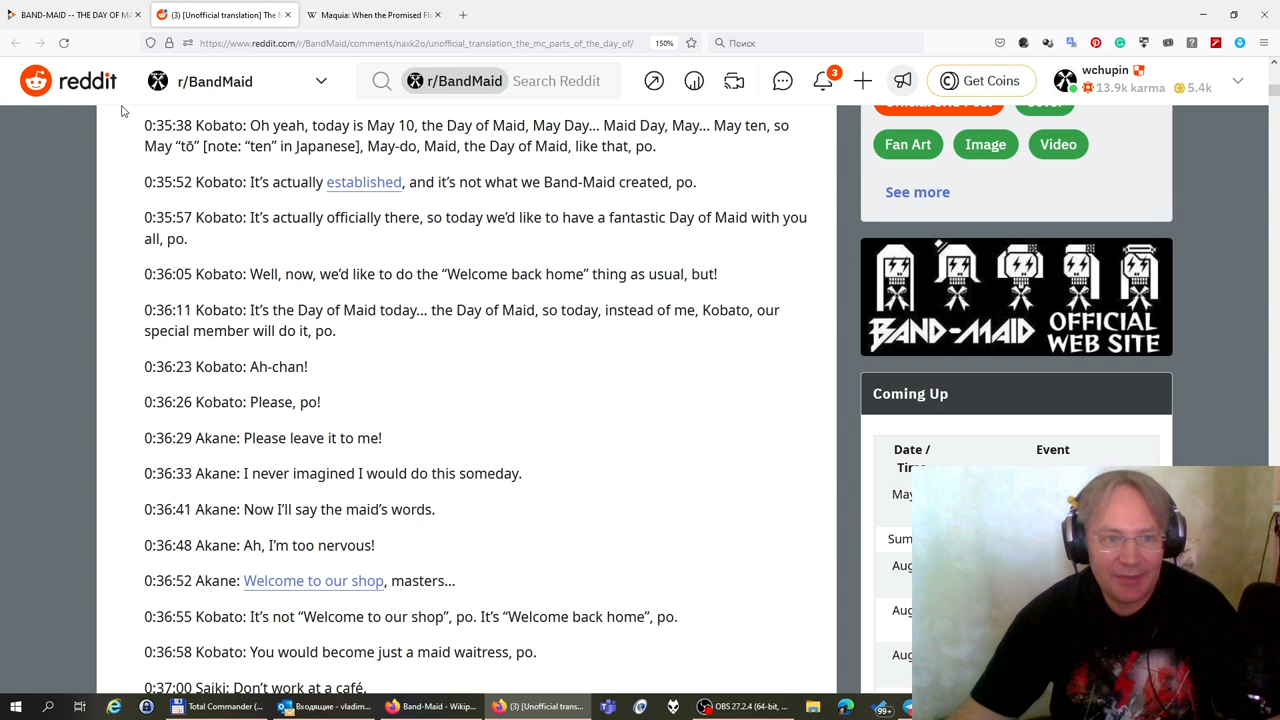 BAND-MAID -- THE DAY OF MA
(3) [Unofficial translation] The M
Maquia: When the Promised Flo
https://www.reddit.com/r/BandMaid/comments/naxk2o/unofficial_translation_the_mc_parts_of_the_day_of/
150%
Поиск
reddit
r/BandMaid
r/BandMaid Search Reddit
3
Get Coins
wchupin
13.9k karma 5.4k
0:35:38 Kobato: Oh yeah, today is May 10, the Day of Maid, May Day… Maid Day, May… May ten, so
May “tō” [note: “ten” in Japanese], May-do, Maid, the Day of Maid, like that, po.
0:35:52 Kobato: It’s actually established, and it’s not what we Band-Maid created, po.
0:35:57 Kobato: It’s actually officially there, so today we’d like to have a fantastic Day of Maid with you
all, po.
0:36:05 Kobato: Well, now, we’d like to do the “Welcome back home” thing as usual, but!
0:36:11 Kobato: It’s the Day of Maid today… the Day of Maid, so today, instead of me, Kobato, our
special member will do it, po.
0:36:23 Kobato: Ah-chan!
0:36:26 Kobato: Please, po!
0:36:29 Akane: Please leave it to me!
0:36:33 Akane: I never imagined I would do this someday.
0:36:41 Akane: Now I’ll say the maid’s words.
0:36:48 Akane: Ah, I’m too nervous!
0:36:52 Akane: Welcome to our shop, masters…
0:36:55 Kobato: It’s not “Welcome to our shop”, po. It’s “Welcome back home”, po.
0:36:58 Kobato: You would become just a maid waitress, po.
0:37:00 Saiki: Don’t work at a café.
Fan Art
Image
Video
See more
BAND-MAID
OFFICIAL
WEB SITE
Coming Up
Date /
Time
Event
May
Sum
Aug
Aug
Aug
Total Commander (...
Входящие - vladim...
Band-Maid - Wikip...
(3) [Unofficial trans...
OBS 27.2.4 (64-bit, ...
99+